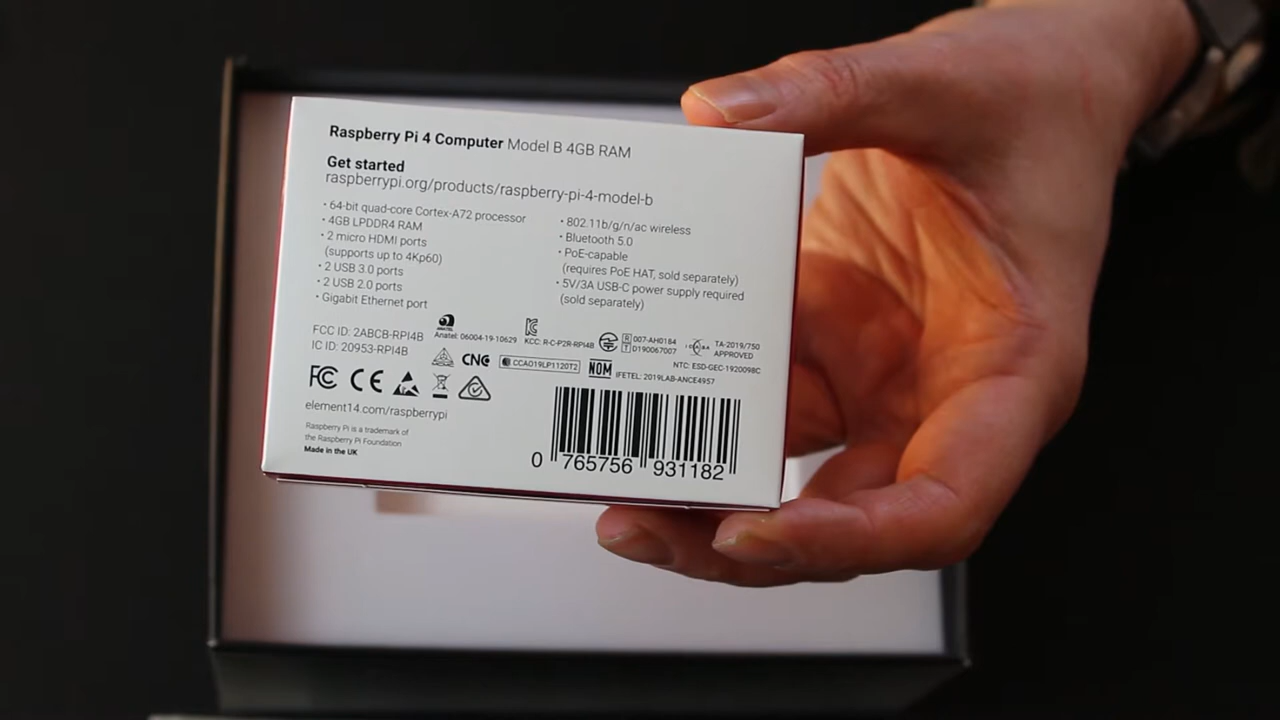 Raspberry Pi 4 Computer Model B 4GB RAM
Get started
raspberrypi.org/products/raspberry-pi-4-model-b
• 64-bit quad-core Cortex-A72 processor
• 4GB LPDDR4 RAM
• 2 micro HDMI ports
(supports up to 4Kp60)
• 2 USB 3.0 ports
• 2 USB 2.0 ports
• Gigabit Ethernet port
• 802.11b/g/n/ac wireless
• Bluetooth 5.0
• PoE-capable
(requires PoE HAT, sold separately)
• 5V/3A USB-C power supply required
(sold separately)
FCC ID: 2ABCB-RPI4B
IC ID: 20953-RPI4B
Anatel: 06004-19-10629
KCC: R-C-P2R-RPI4B
R 007-AH0184
T D190067007
TA-2019/750
APPROVED
CNC
CCAO19LP1120T2
NOM
IFETEL: 2019LAB-ANCE4957
NTC: ESD-GEC-1920098C
FC CE
element14.com/raspberrypi
Raspberry Pi is a trademark of
the Raspberry Pi Foundation
Made in the UK
0 765756 931182